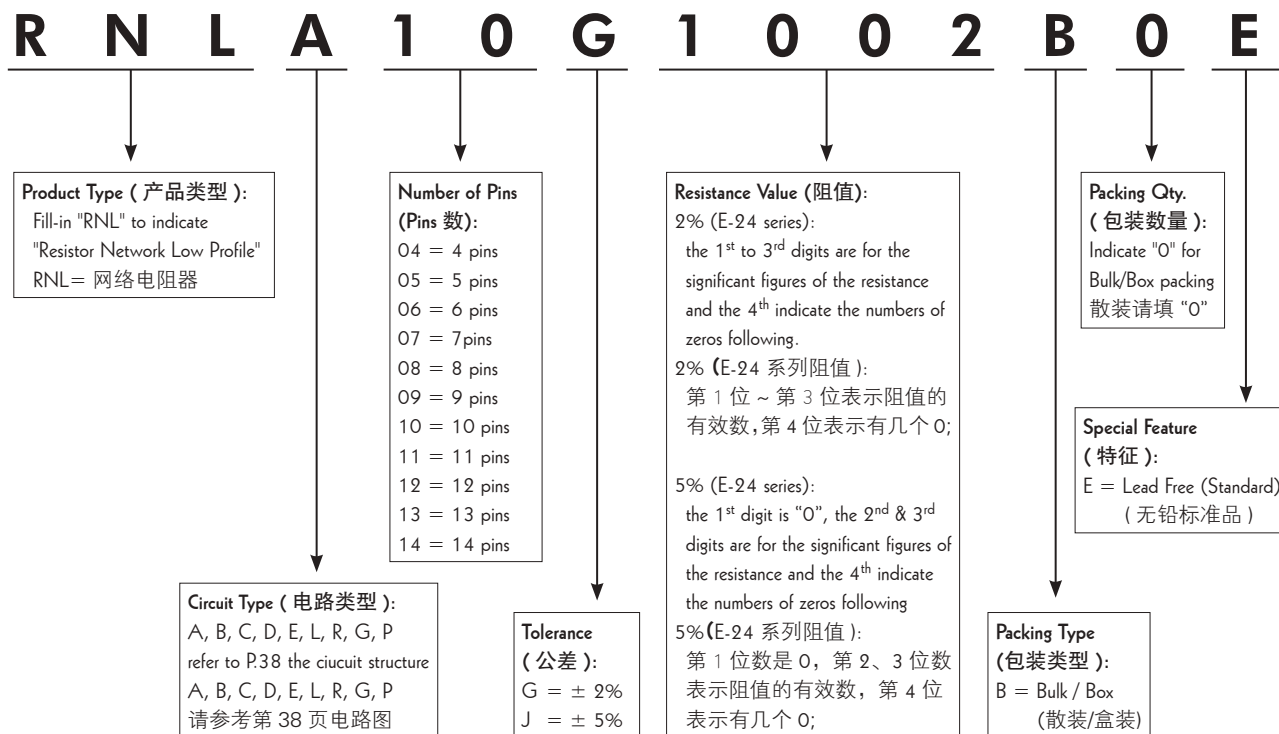 R N L A 1 0 G 1 0 0 2 B 0 E
Product Type ( 产品类型 ):
Fill-in "RNL" to indicate
"Resistor Network Low Profile"
RNL= 网络电阻器
Number of Pins
(Pins 数):
04 = 4 pins
05 = 5 pins
06 = 6 pins
07 = 7pins
08 = 8 pins
09 = 9 pins
10 = 10 pins
11 = 11 pins
12 = 12 pins
13 = 13 pins
14 = 14 pins
Resistance Value (阻值):
2% (E-24 series):
the 1st to 3rd digits are for the
significant figures of the resistance
and the 4th indicate the numbers of
zeros following.
2% (E-24 系列阻值 ):
第 1 位 ~ 第 3 位表示阻值的
有效数，第 4 位表示有几个 0;
5% (E-24 series):
the 1st digit is “0”, the 2nd & 3rd
digits are for the significant figures of
the resistance and the 4th indicate
the numbers of zeros following
5%(E-24 系列阻值 ):
第 1 位数是 0，第 2、3 位数
表示阻值的有效数，第 4 位
表示有几个 0;
Packing Qty.
( 包装数量 ):
Indicate "0" for
Bulk/Box packing
散装请填 “0”
Special Feature
( 特征 ):
E = Lead Free (Standard)
( 无铅标准品 )
Circuit Type ( 电路类型 ):
A, B, C, D, E, L, R, G, P
refer to P.38 the ciucuit structure
A, B, C, D, E, L, R, G, P
请参考第 38 页电路图
Tolerance
( 公差 ):
G = ± 2%
J = ± 5%
Packing Type
(包装类型 ):
B = Bulk / Box
(散装/盒装)